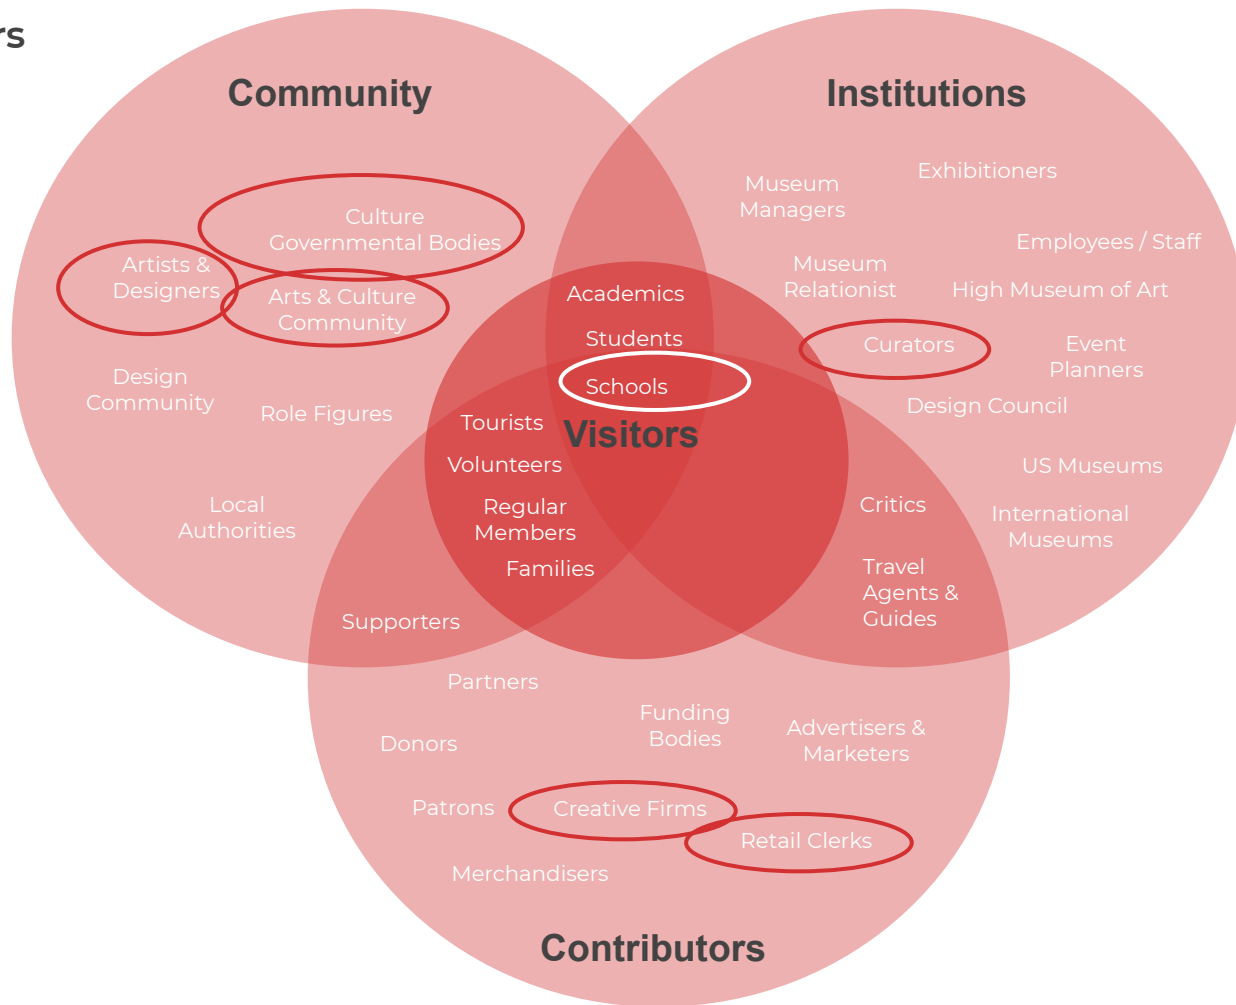 rs
Community
Institutions
Culture
Governmental Bodies
Artists &
Designers
Arts & Culture
Community
Design
Community
Role Figures
Local
Authorities
Supporters
Museum
Managers
Exhibitioners
Employees / Staff
Museum
Relationist
High Museum of Art
Curators
Event
Planners
Design Council
US Museums
International
Museums
Academics
Students
Schools
Visitors
Tourists
Volunteers
Regular
Members
Families
Critics
Travel
Agents &
Guides
Partners
Funding
Bodies
Advertisers &
Marketers
Donors
Patrons
Creative Firms
Retail Clerks
Merchandisers
Contributors